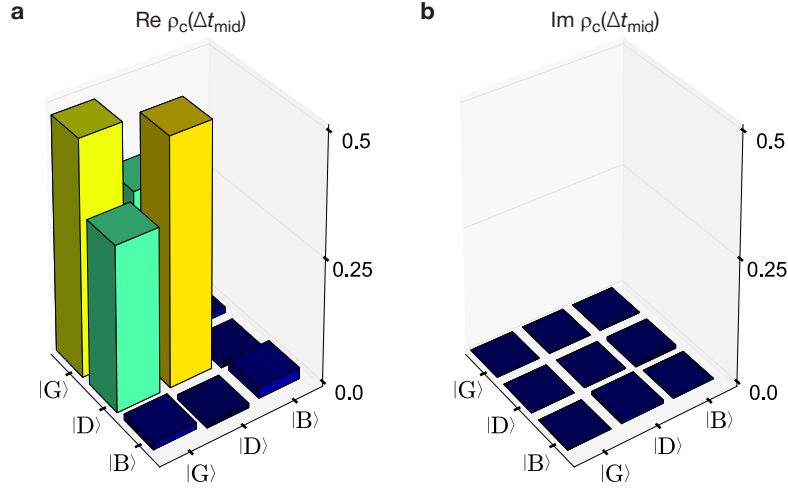 a
Re ρc(Δtmid)
0.5
0.25
0.0
|G⟩
|D⟩
|B⟩
|G⟩
|D⟩
|B⟩
b
Im ρc(Δtmid)
0.5
0.25
0.0
|G⟩
|D⟩
|B⟩
|G⟩
|D⟩
|B⟩